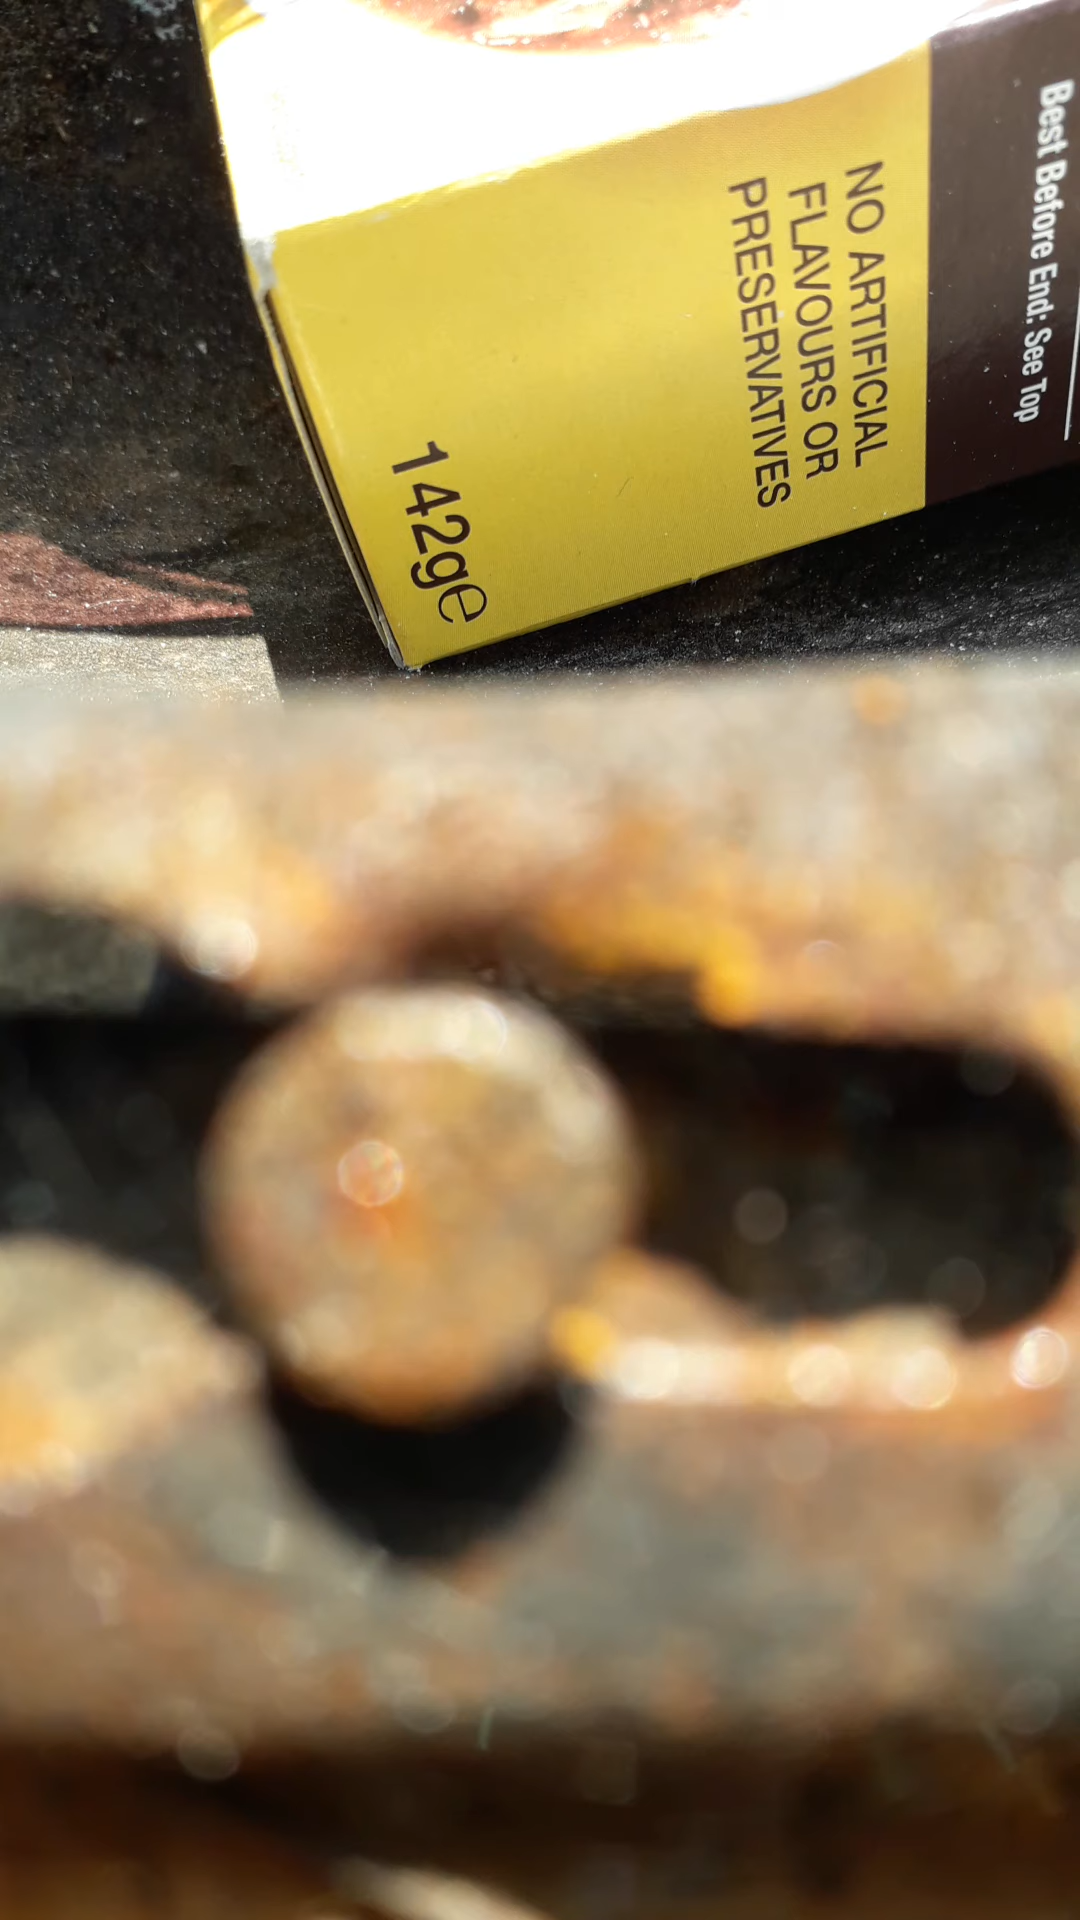 NO ARTIFICIAL
FLAVOURS OR
PRESERVATIVES
142g℮
Best Before End: See Top